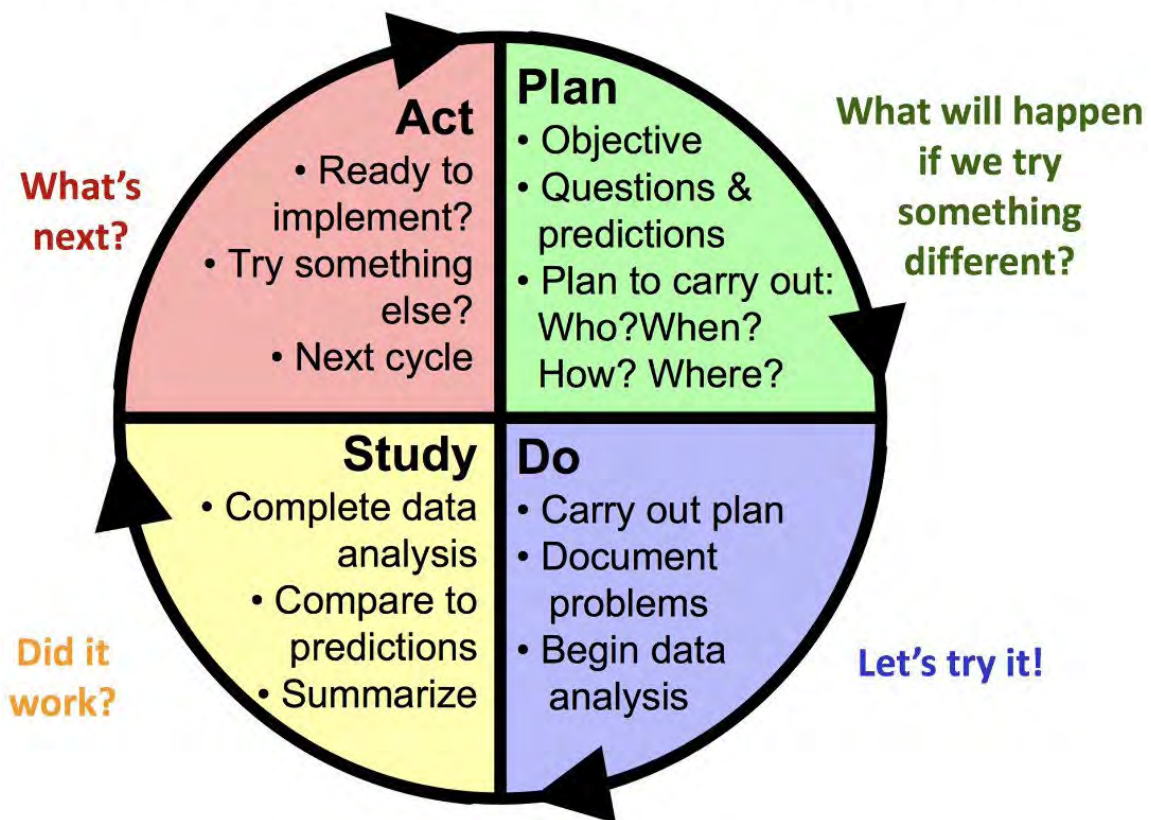 Act
• Ready to
implement?
• Try something
else?
• Next cycle
What's
next?
Plan
• Objective
• Questions &
predictions
• Plan to carry out:
Who?When?
How? Where?
What will happen
if we try
something
different?
Do
• Carry out plan
• Document
problems
• Begin data
analysis
Let's try it!
Study
• Complete data
analysis
• Compare to
predictions
• Summarize
Did it
work?